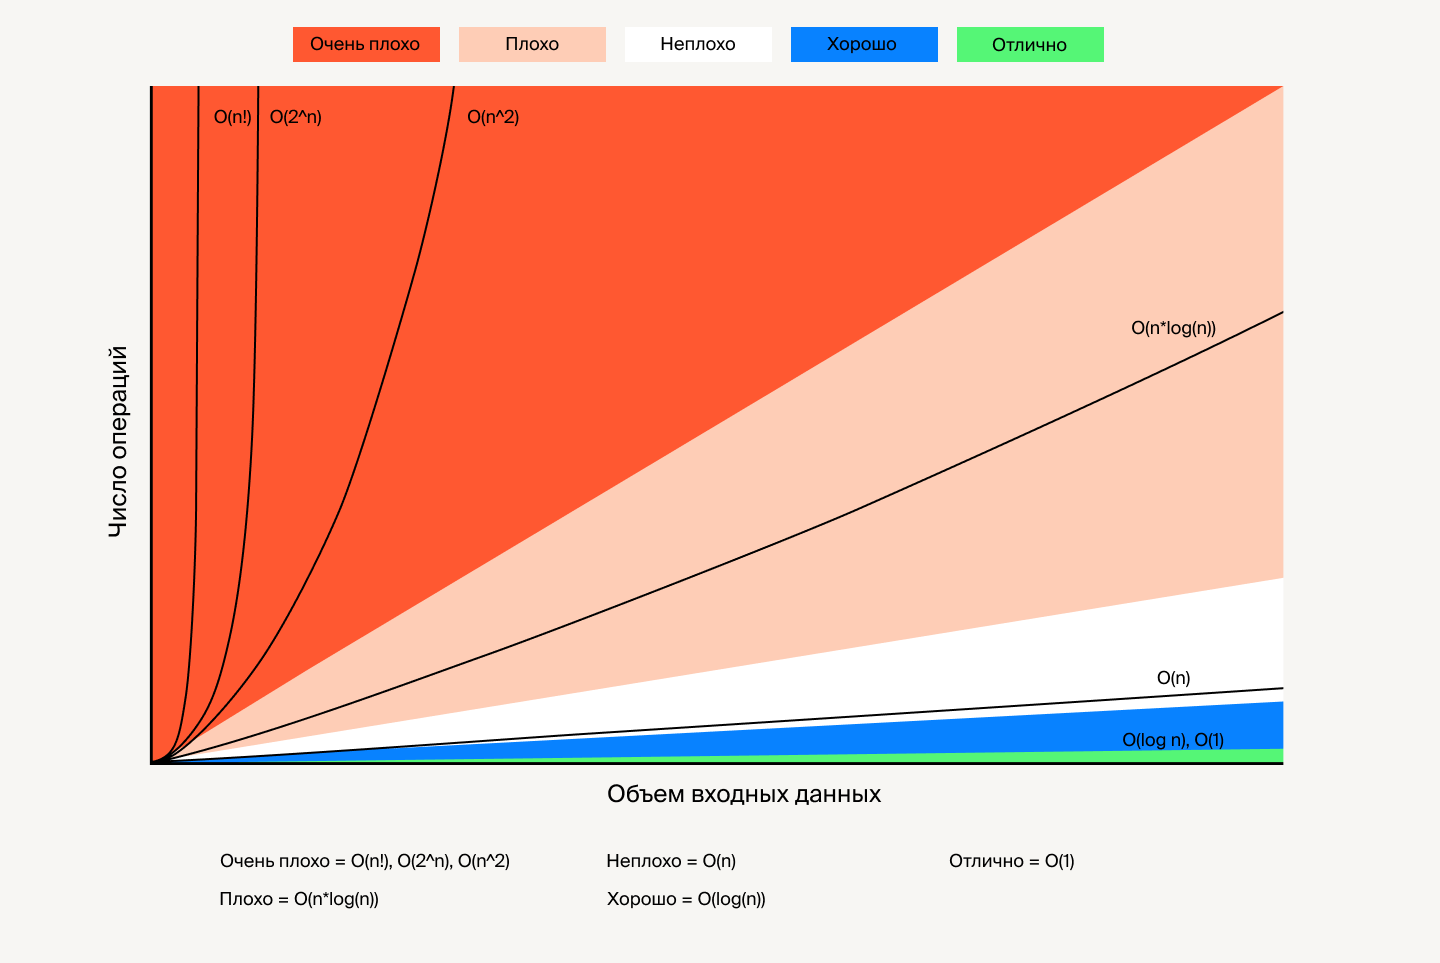 Очень плохо
Плохо
Неплохо
Хорошо
Отлично
O(n!)
O(2^n)
O(n^2)
O(n*log(n))
O(n)
O(log n), O(1)
Число операций
Объем входных данных
Очень плохо = O(n!), O(2^n), O(n^2)
Неплохо = O(n)
Отлично = O(1)
Плохо = O(n*log(n))
Хорошо = O(log(n))